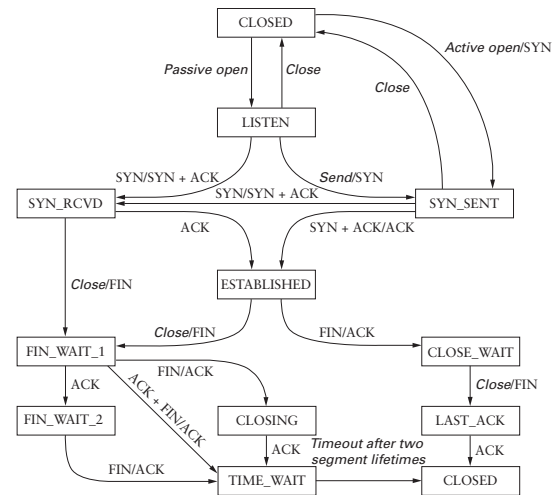 CLOSED
Active open/SYN
Passive open
Close
Close
LISTEN
SYN/SYN + ACK
Send/SYN
SYN/SYN + ACK
SYN_RCVD
SYN_SENT
ACK
SYN + ACK/ACK
Close/FIN
ESTABLISHED
Close/FIN
FIN/ACK
FIN_WAIT_1
CLOSE_WAIT
FIN/ACK
ACK
ACK + FIN/ACK
Close/FIN
FIN_WAIT_2
CLOSING
LAST_ACK
ACK
Timeout after two
segment lifetimes
ACK
FIN/ACK
TIME_WAIT
CLOSED